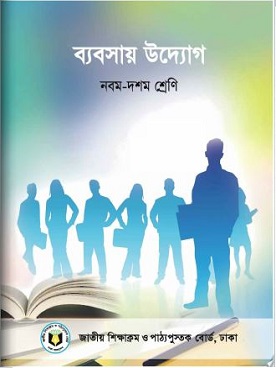 ব্যবসায় উদ্যোগ
নবম-দশম শ্রেণি
জাতীয় শিক্ষাক্রম ও পাঠ্যপুস্তক বোর্ড, ঢাকা